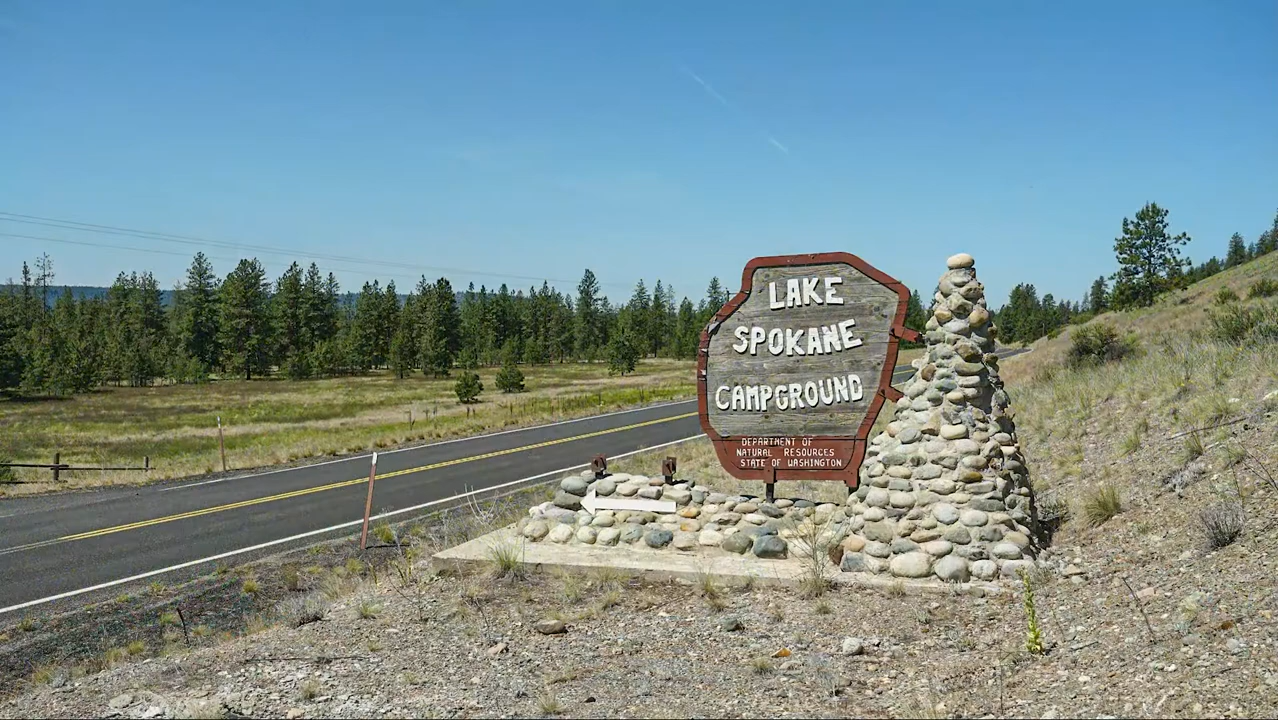 LAKE
SPOKANE
CAMPGROUND
DEPARTMENT OF
NATURAL RESOURCES
STATE OF WASHINGTON